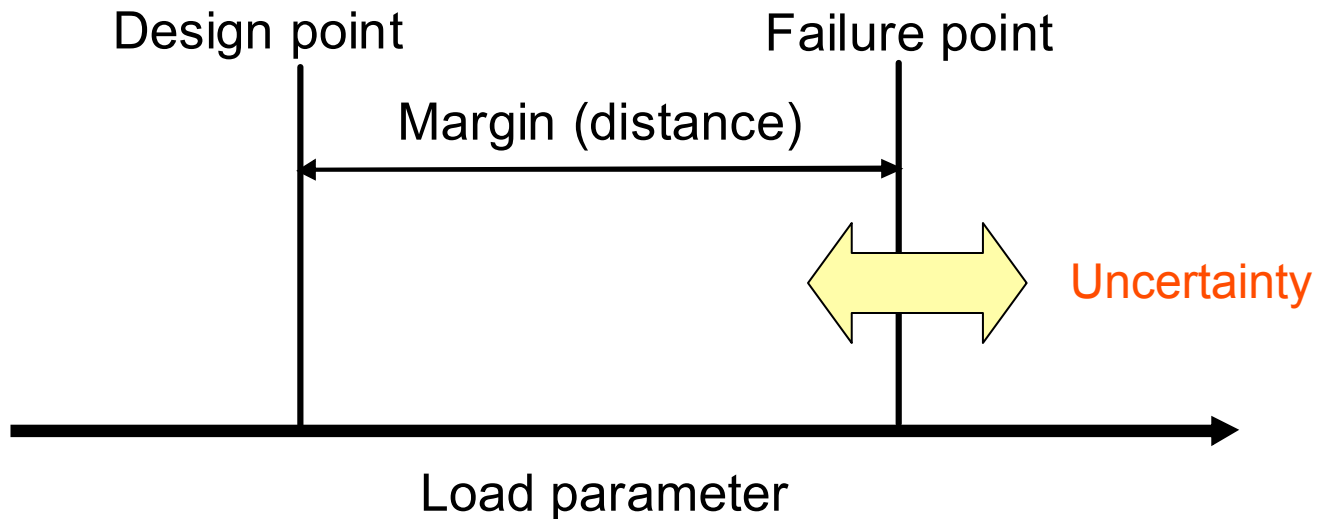 Design point
Failure point
Margin (distance)
Uncertainty
Load parameter